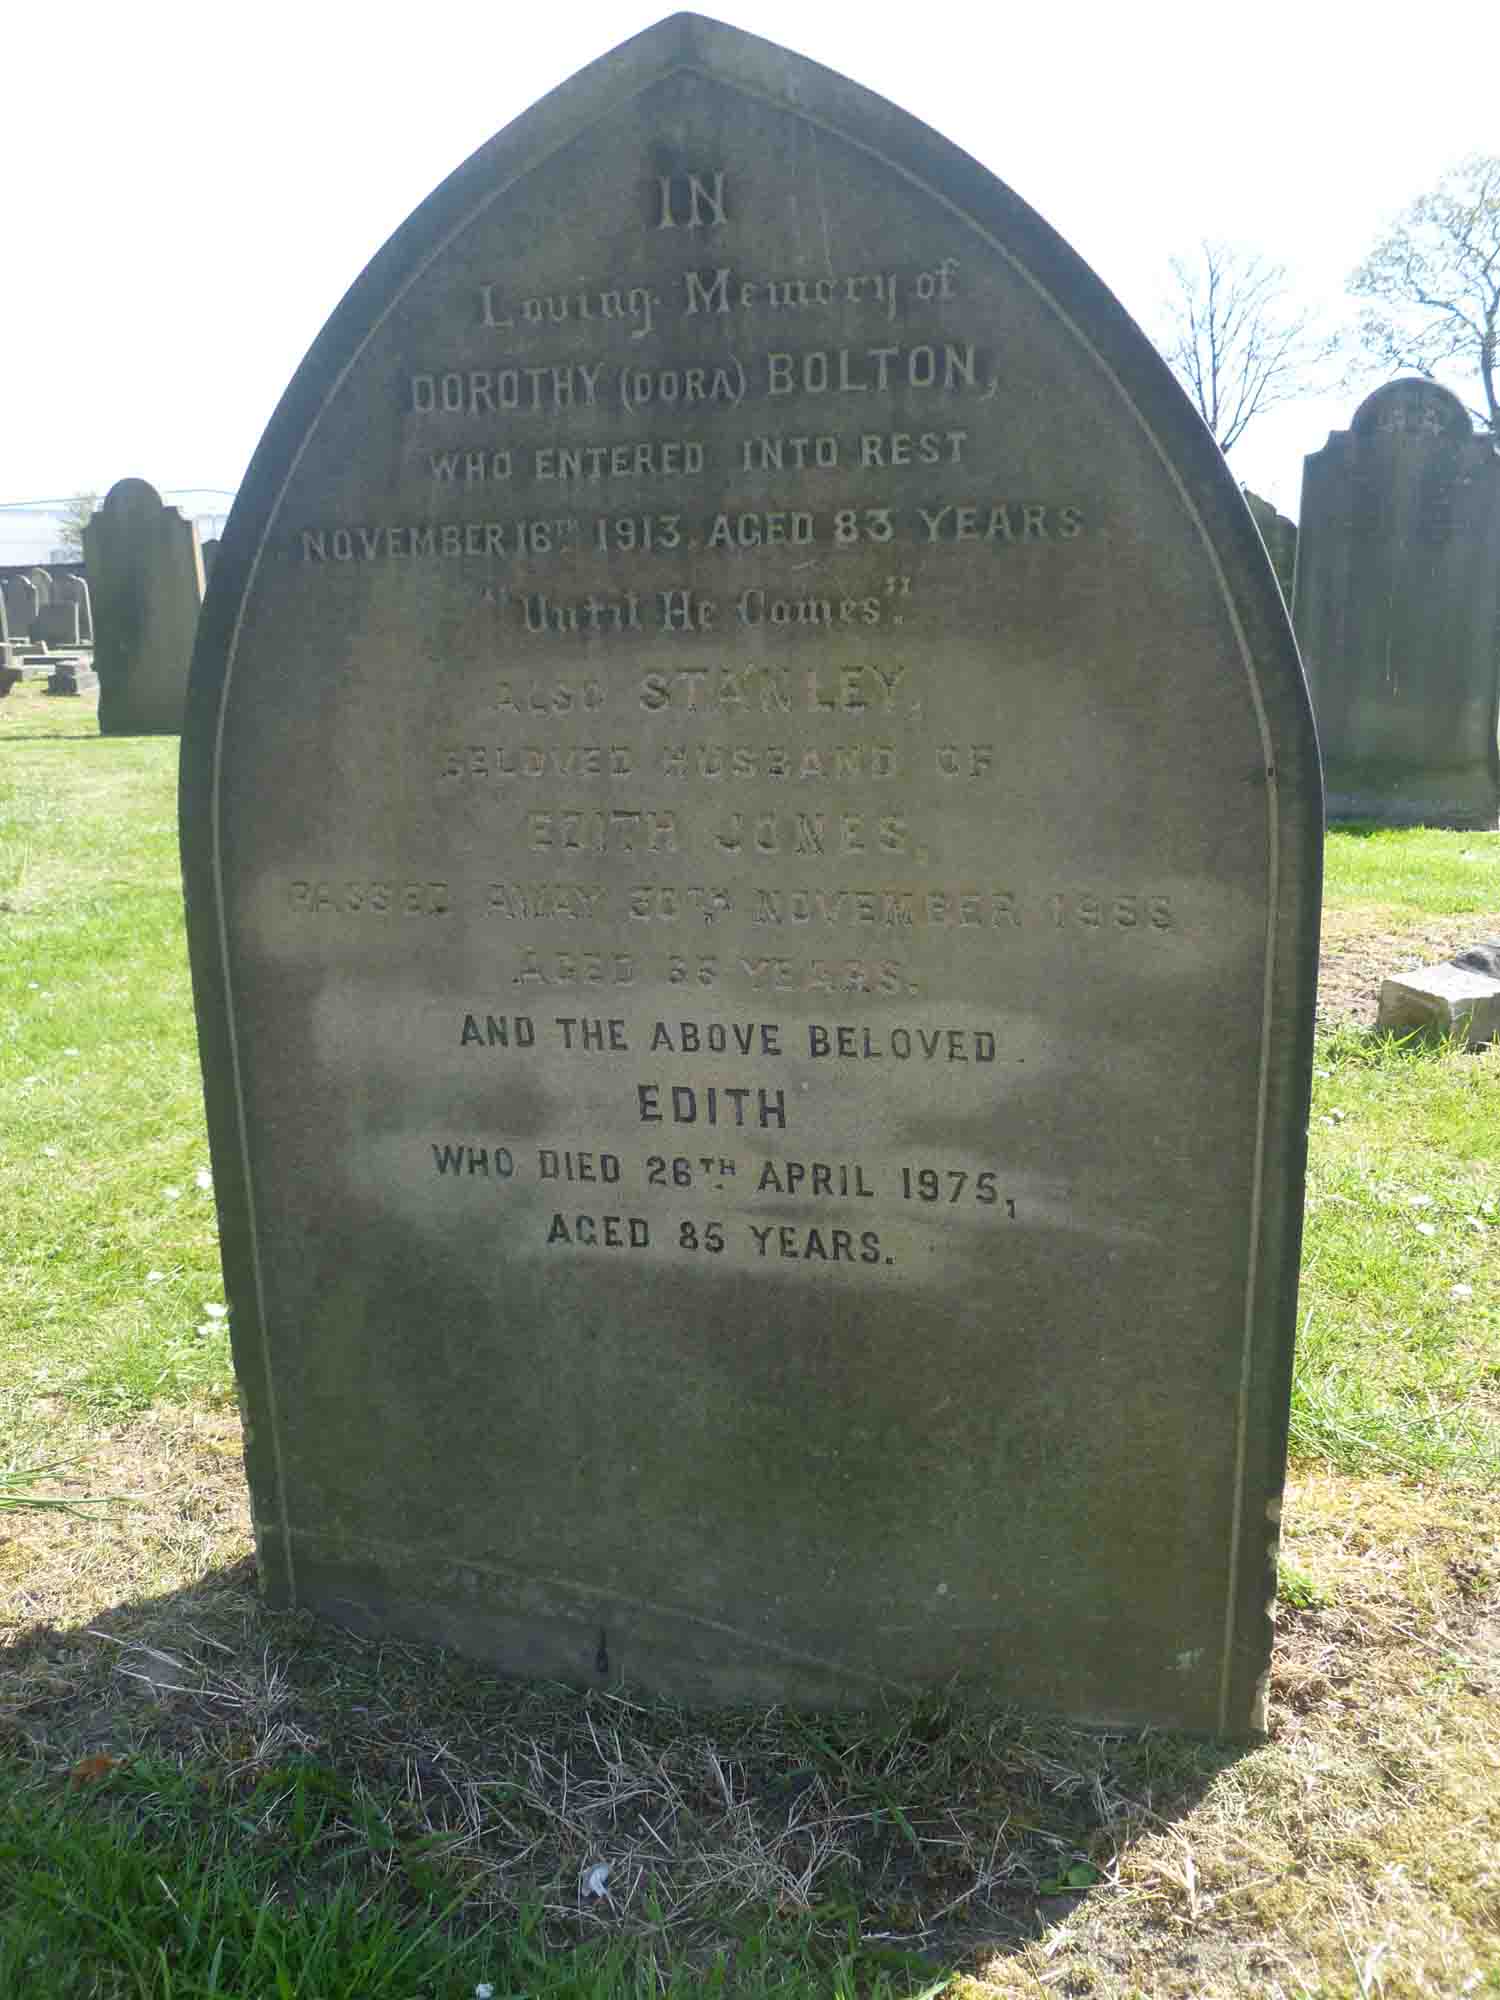 IN
Loving Memory of
DOROTHY (DORA) BOLTON,
WHO ENTERED INTO REST
NOVEMBER 16TH 1913, AGED 83 YEARS
"Until He Comes".
ALSO STANLEY,
BELOVED HUSBAND OF
EDITH JONES,
PASSED AWAY 30TH NOVEMBER
AGED YEARS.
AND THE ABOVE BELOVED
EDITH
WHO DIED 26TH APRIL 1975,
AGED 85 YEARS.